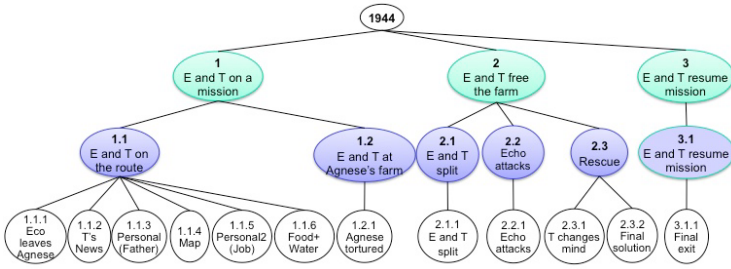 1944
1
E and T on a
mission
2
E and T free
the farm
3
E and T resume
mission
1.1
E and T on
the route
1.2
E and T at
Agnese's farm
2.1
E and T
split
2.2
Echo
attacks
2.3
Rescue
3.1
E and T resume
mission
1.1.1
Eco
leaves
Agnese
1.1.2
T's
News
1.1.3
Personal
(Father)
1.1.4
Map
1.1.5
Personal2
(Job)
1.1.6
Food+
Water
1.2.1
Agnese
tortured
2.1.1
E and T
split
2.2.1
Echo
attacks
2.3.1
T changes
mind
2.3.2
Final
solution
3.1.1
Final
exit